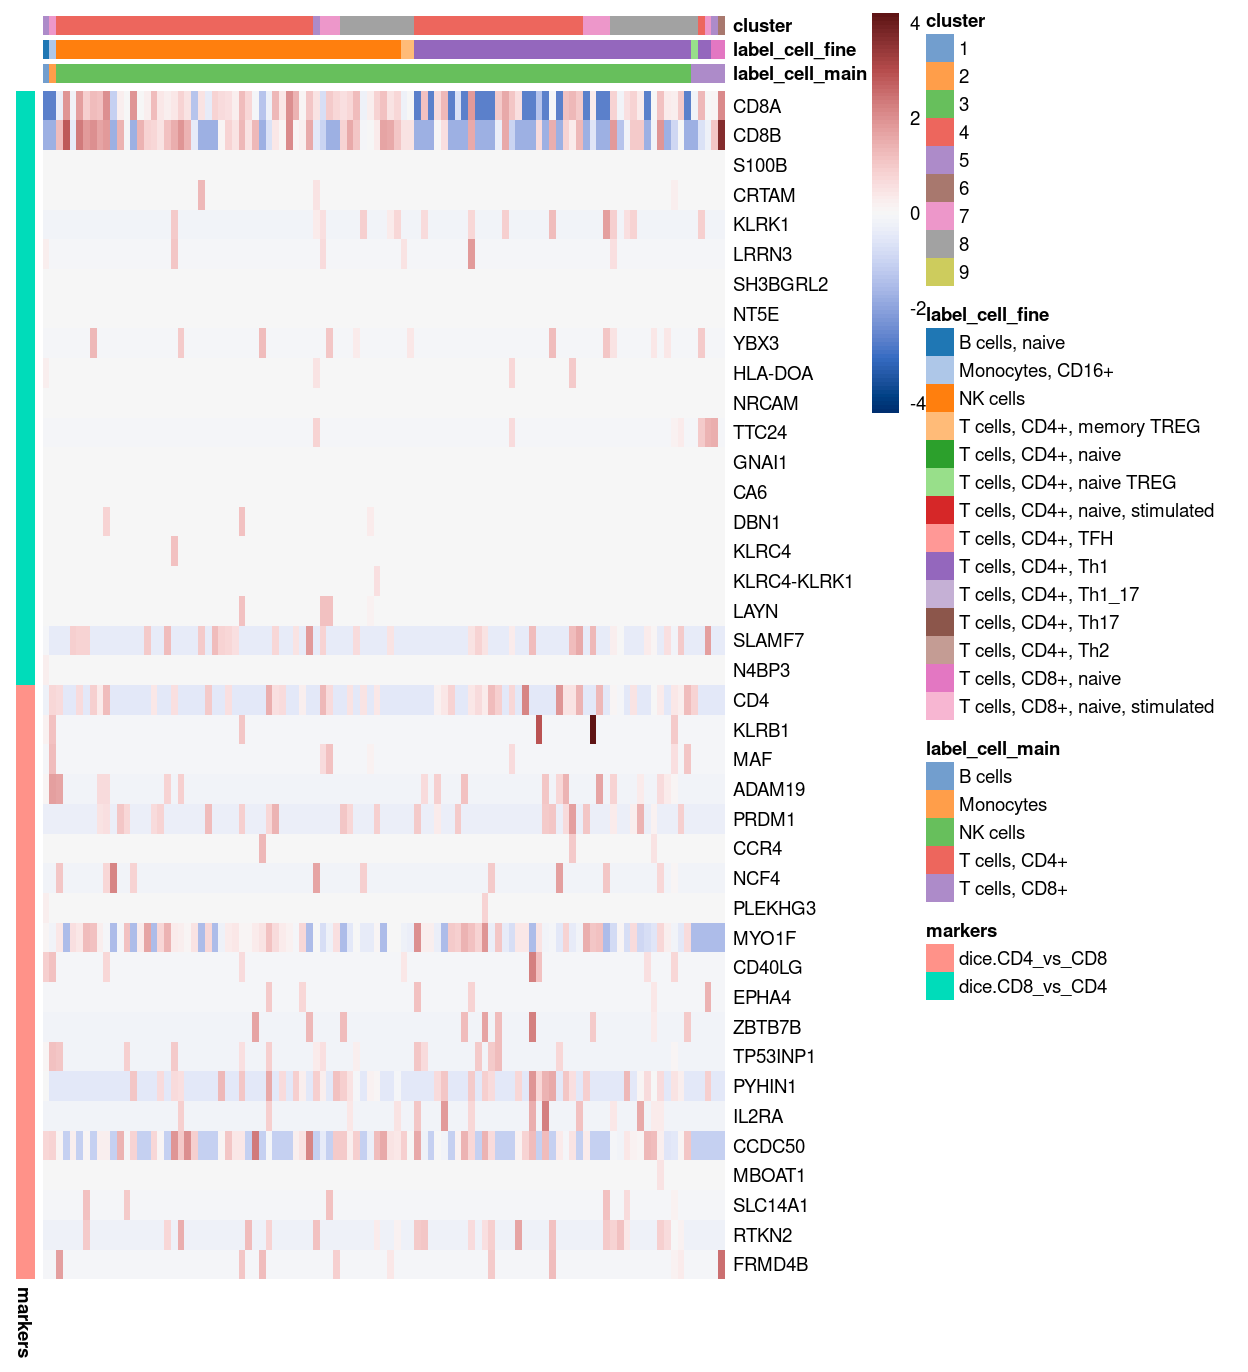 cluster
label_cell_fine
label_cell_main
CD8A
CD8B
S100B
CRTAM
KLRK1
LRRN3
SH3BGRL2
NT5E
YBX3
HLA-DOA
NRCAM
TTC24
GNAI1
CA6
DBN1
KLRC4
KLRC4-KLRK1
LAYN
SLAMF7
N4BP3
CD4
KLRB1
MAF
ADAM19
PRDM1
CCR4
NCF4
PLEKHG3
MYO1F
CD40LG
EPHA4
ZBTB7B
TP53INP1
PYHIN1
IL2RA
CCDC50
MBOAT1
SLC14A1
RTKN2
FRMD4B
markers
4
2
0
-2
-4
cluster
1
2
3
4
5
6
7
8
9
label_cell_fine
B cells, naive
Monocytes, CD16+
NK cells
T cells, CD4+, memory TREG
T cells, CD4+, naive
T cells, CD4+, naive TREG
T cells, CD4+, naive, stimulated
T cells, CD4+, TFH
T cells, CD4+, Th1
T cells, CD4+, Th1_17
T cells, CD4+, Th17
T cells, CD4+, Th2
T cells, CD8+, naive
T cells, CD8+, naive, stimulated
label_cell_main
B cells
Monocytes
NK cells
T cells, CD4+
T cells, CD8+
markers
dice.CD4_vs_CD8
dice.CD8_vs_CD4